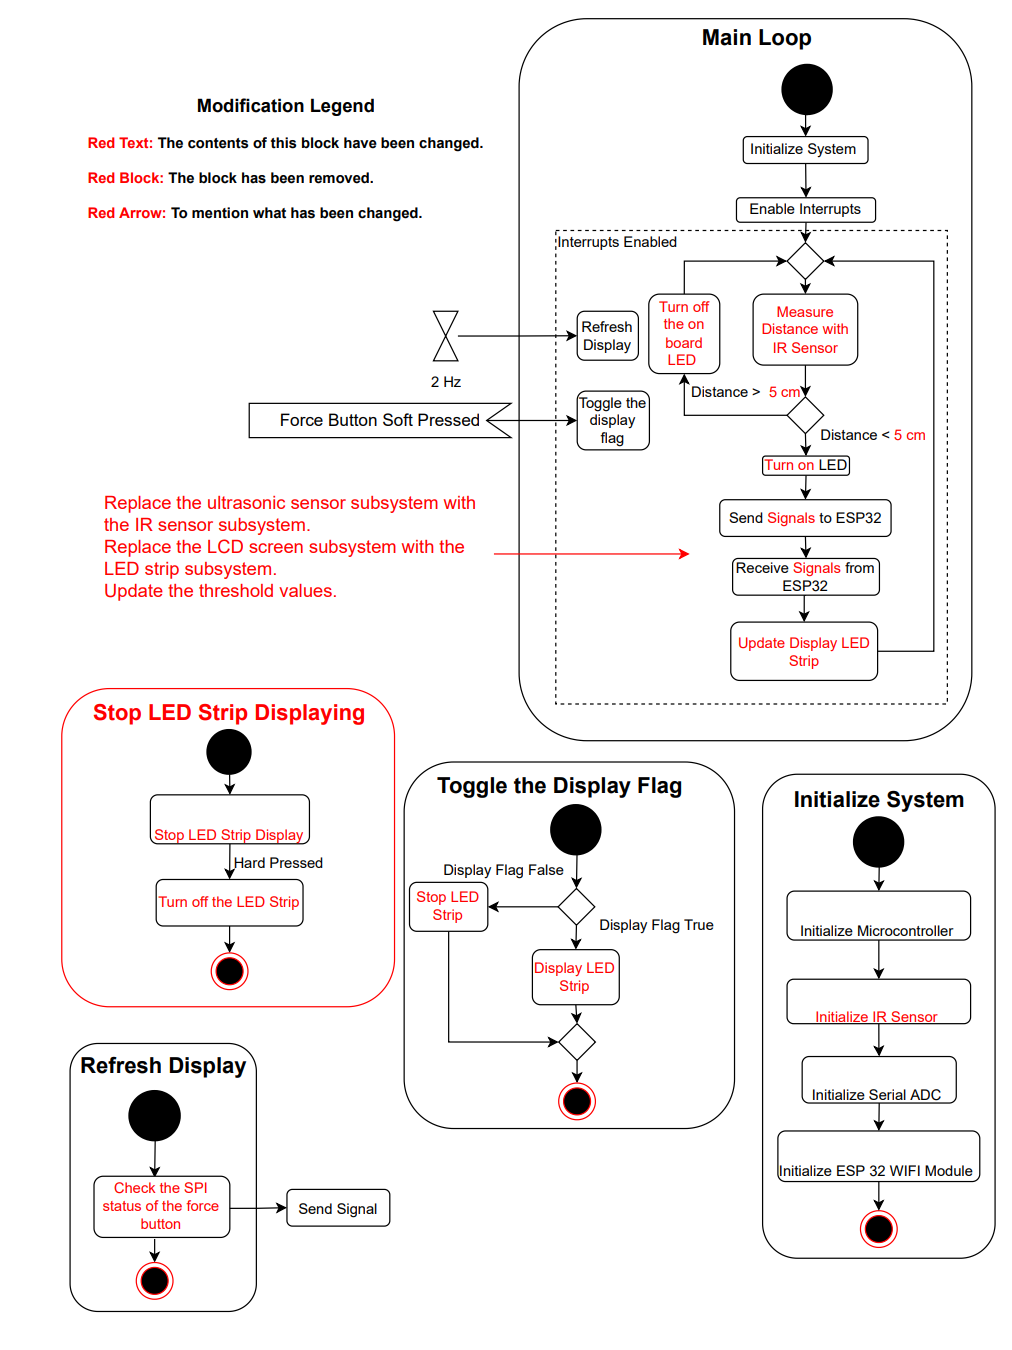 Main Loop
Modification Legend
Red Text: The contents of this block have been changed.
Red Block: The block has been removed.
Red Arrow: To mention what has been changed.
Initialize System
Enable Interrupts
Interrupts Enabled
Turn off
the on
board
LED
Measure
Distance with
IR Sensor
Refresh
Display
2 Hz
Distance > 5 cm
Toggle the
display
flag
Force Button Soft Pressed
Distance < 5 cm
Turn on LED
Replace the ultrasonic sensor subsystem with
the IR sensor subsystem.
Replace the LCD screen subsystem with the
LED strip subsystem.
Update the threshold values.
Send Signals to ESP32
Receive Signals from
ESP32
Update Display LED
Strip
Stop LED Strip Displaying
Stop LED Strip Display
Hard Pressed
Turn off the LED Strip
Toggle the Display Flag
Display Flag False
Stop LED
Strip
Display Flag True
Display LED
Strip
Initialize System
Initialize Microcontroller
Initialize IR Sensor
Initialize Serial ADC
Initialize ESP 32 WIFI Module
Refresh Display
Check the SPI
status of the force
button
Send Signal